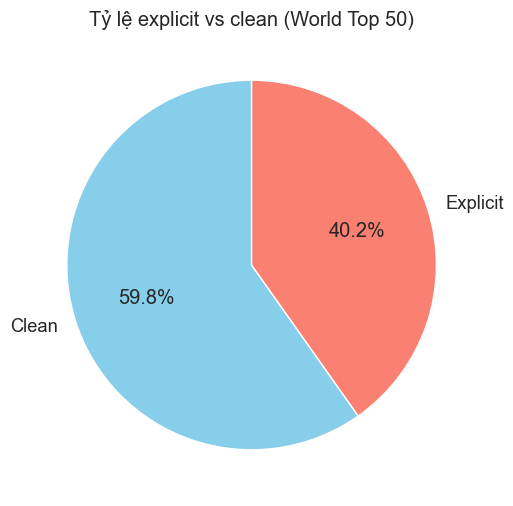 Tỷ lệ explicit vs clean (World Top 50)
Explicit
40.2%
59.8%
Clean